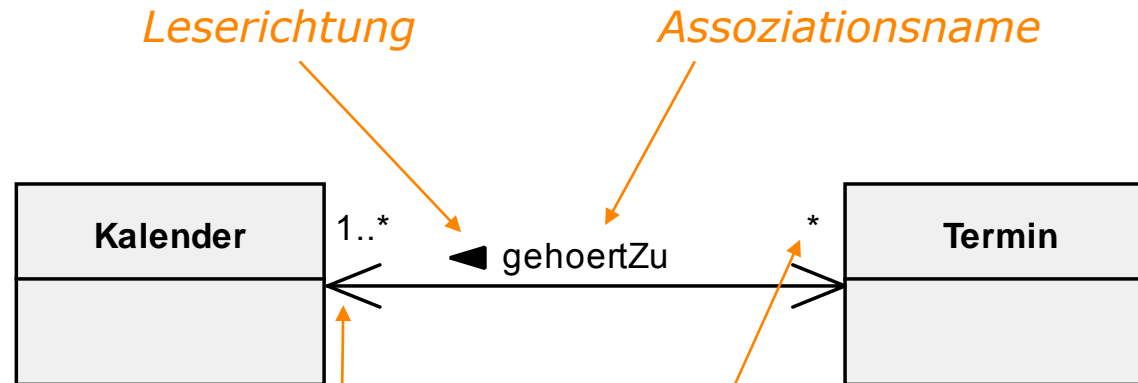 Leserichtung Assoziationsname
Kalender 1..* * Termin
gehoertZu